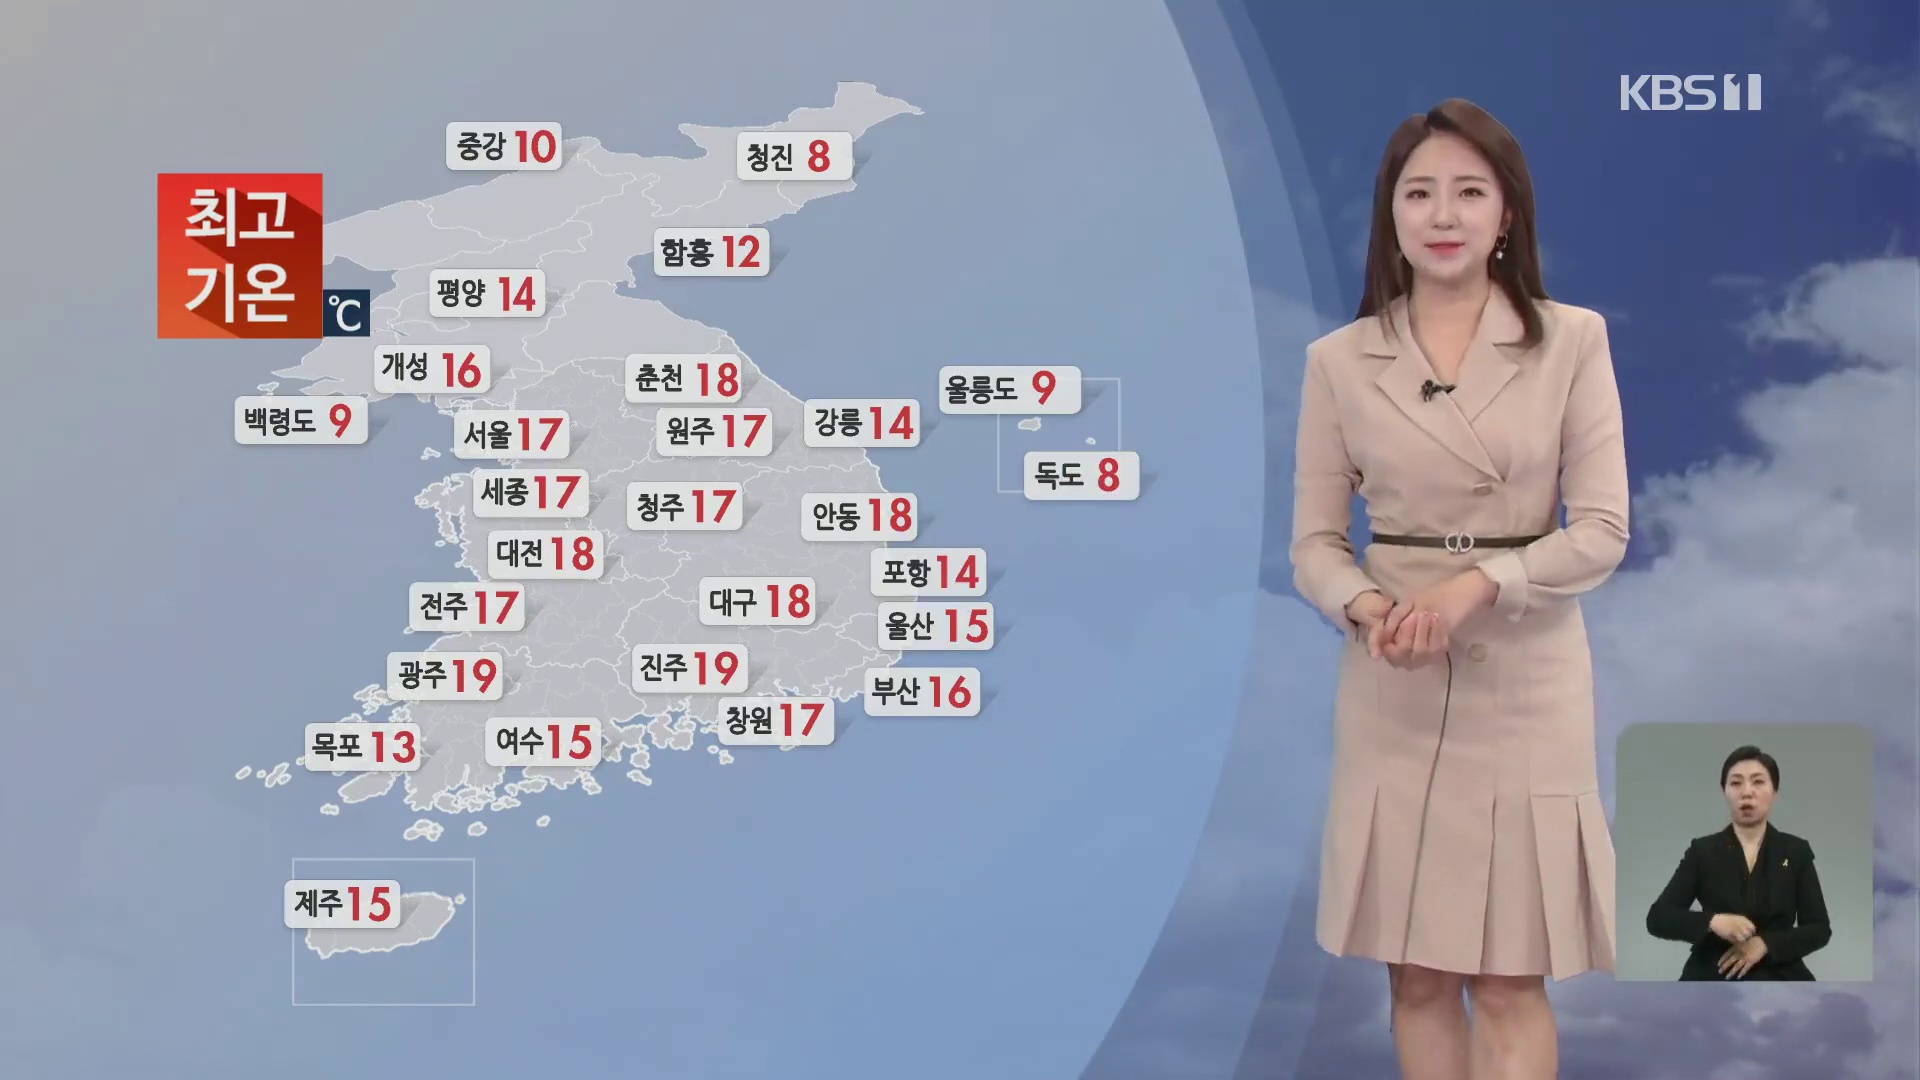 KBS 1
최고
기온
℃
중강 10
청진 8
함흥 12
평양 14
개성 16
춘천 18
울릉도 9
백령도 9
서울 17
원주 17
강릉 14
독도 8
세종 17
청주 17
안동 18
대전 18
포항 14
전주 17
대구 18
울산 15
광주 19
진주 19
부산 16
창원 17
목포 13
여수 15
제주 15